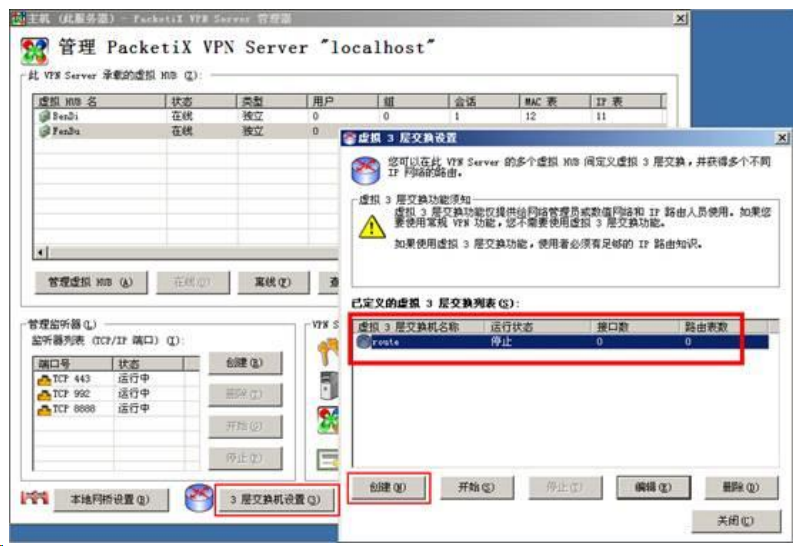 主机 (此服务器) - PacketiX VPN Server 管理器
管理 PacketiX VPN Server "localhost"
此 VPN Server 承载的虚拟 HUB (Z):
虚拟 HUB 名 状态 类型 用户 组 会话 MAC 表 IP 表
BenDi 在线 独立 0 0 1 12 11
FenBu 在线 独立 0
管理虚拟 HUB (A) 在线(O) 离线(F) 查
管理监听器(L)
监听器列表 (TCP/IP 端口) (I):
端口号 状态
TCP 443 运行中
TCP 992 运行中
TCP 8888 运行中
创建(R)
删除(T)
开始(G)
停止(P)
VPN S
本地网桥设置(B)
3 层交换机设置(J)
虚拟 3 层交换设置
您可以在此 VPN Server 的多个虚拟 HUB 间定义虚拟 3 层交换,并获得多个不同
IP 网络的路由。
虚拟 3 层交换功能须知
虚拟 3 层交换功能仅提供给网络管理员或数值网络和 IP 路由人员使用。如果您
要使用常规 VPN 功能,您不需要使用虚拟 3 层交换功能。
如果使用虚拟 3 层交换功能,使用者必须有足够的 IP 路由知识。
已定义的虚拟 3 层交换列表(S):
虚拟 3 层交换机名称 运行状态 接口数 路由表数
route 停止 0 0
创建(N) 开始(S) 停止(T) 编辑(E) 删除(D)
关闭(C)